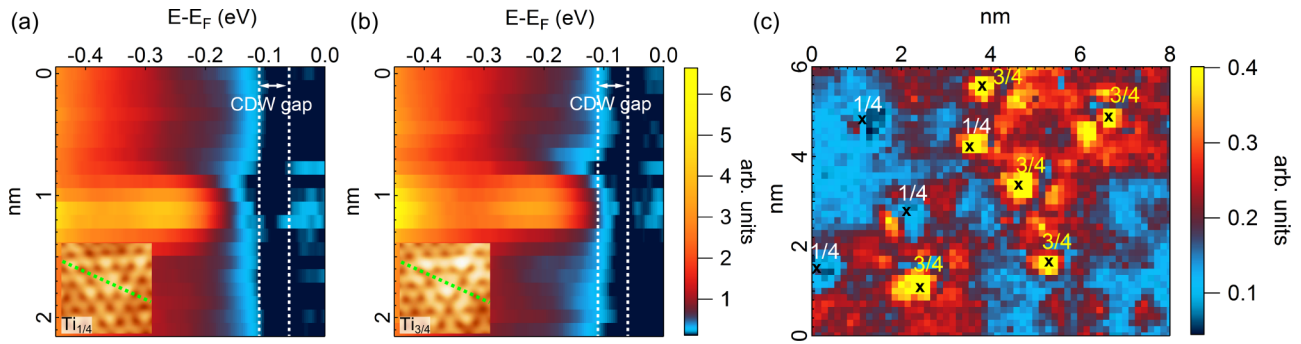 (a)
E-E_F (eV)
-0.4 -0.3 -0.2 -0.1 0.0
CDW gap
0
1
2
nm
Ti_1/4
(b)
E-E_F (eV)
-0.4 -0.3 -0.2 -0.1 0.0
CDW gap
Ti_3/4
6
5
4
3
2
1
arb. units
0
1
2
nm
(c)
nm
0 2 4 6 8
6
4
2
0
nm
3/4
x
3/4
x
1/4
x
1/4
x
3/4
x
1/4
x
3/4
x
1/4
x
3/4
x
0.4
0.3
0.2
0.1
arb. units